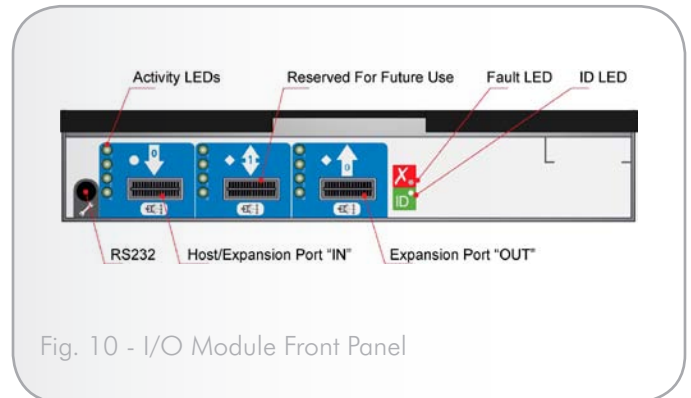 Activity LEDs Reserved For Future Use Fault LED ID LED
0 1 0
X
ID
RS232 Host/Expansion Port “IN” Expansion Port “OUT”
Fig. 10 - I/O Module Front Panel